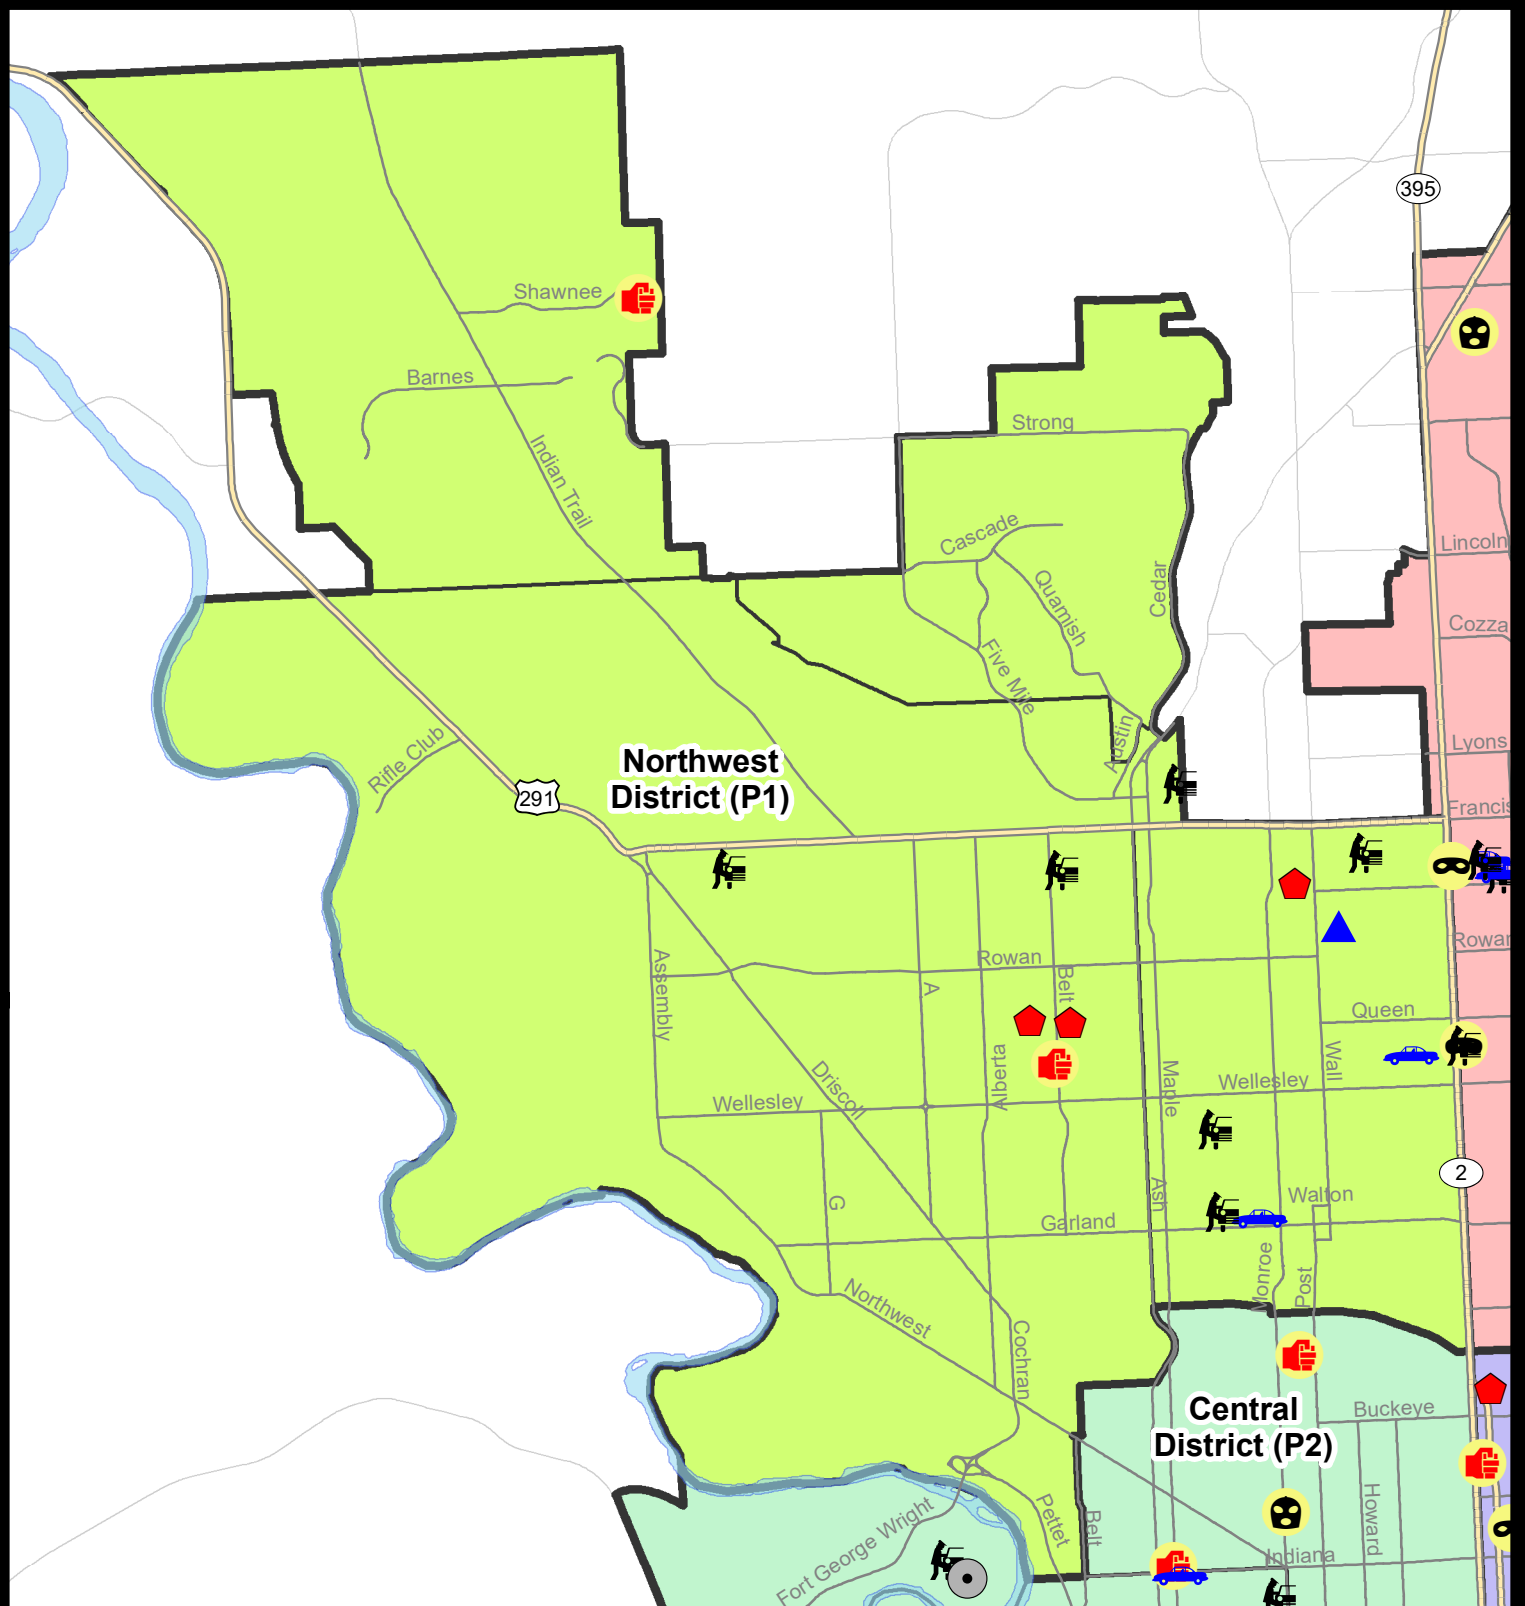 395
Shawnee
Barnes
Strong
Indian Trail
Cascade
Lincoln
Quamish
Cedar
Cozza
Five Mile
Austin
Lyons
Rifle Club
Northwest
District (P1)
291
Francis
Assembly
Rowan
Rowan
A
Belt
Queen
Alberta
Wall
Driscoll
Maple
Wellesley
Wellesley
2
G
Ash
Walton
Garland
Monroe
Post
Northwest
Cochran
Central
District (P2)
Buckeye
Howard
Fort George Wright
Pettet
Belt
Indiana